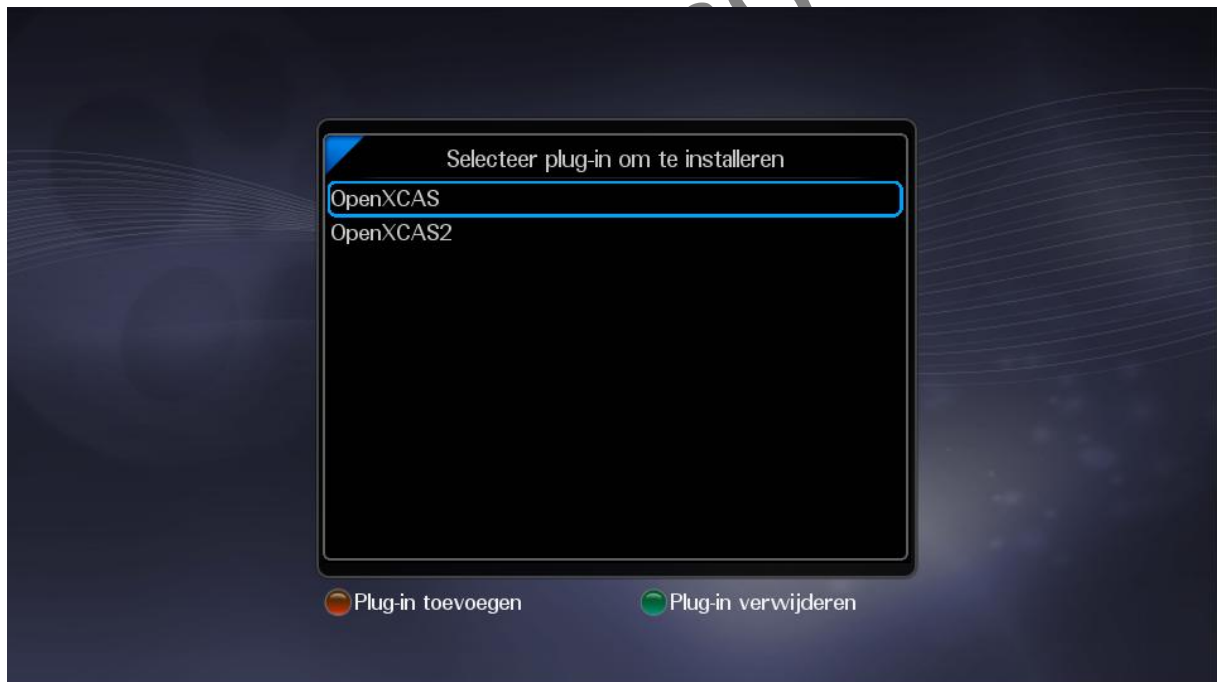 Selecteer plug-in om te installeren
OpenXCAS
OpenXCAS2
Plug-in toevoegen
Plug-in verwijderen